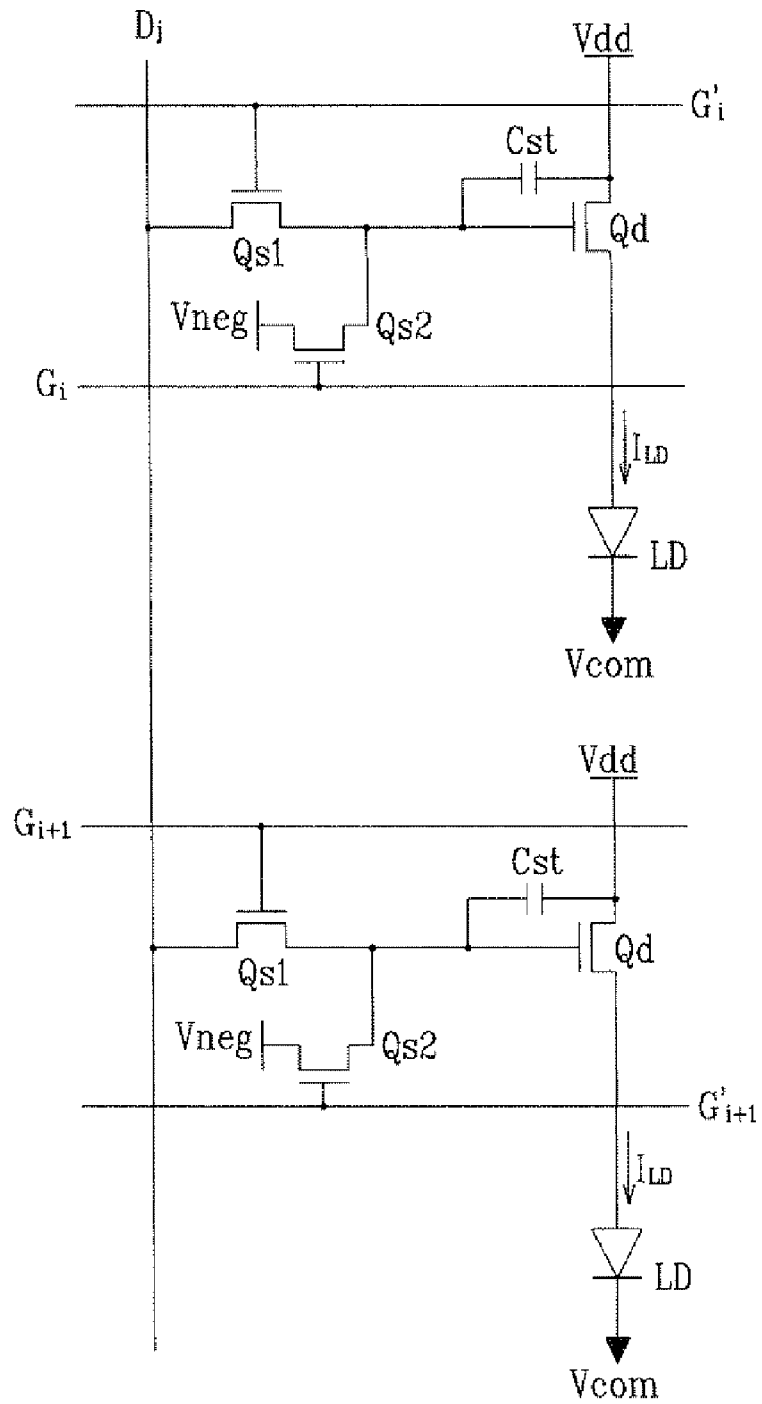 Dj
Vdd
G'i
Cst
Qd
Qs1
Vneg
Qs2
Gi
ILD
LD
Vcom
Vdd
Gi+1
Cst
Qd
Qs1
Vneg
Qs2
G'i+1
ILD
LD
Vcom